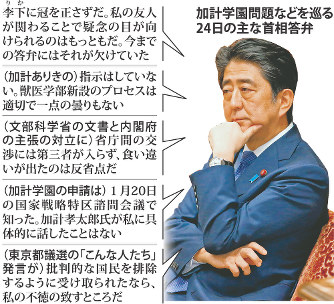 加計学園問題などを巡る
24日の主な首相答弁
りか
李下に冠を正さずだ。私の友人
が関わることで疑念の目が向
けられるのはもっともだ。今まで
の答弁にはそれが欠けていた
(加計ありきの)指示はしていな
い。獣医学部新設のプロセスは
適切で一点の曇りもない
(文部科学省の文書と内閣府
の主張の対立に)省庁間の交
渉には第三者が入らず、食い違
いが出たのは反省点だ
(加計学園の申請は)1月20日
の国家戦略特区諮問会議で
知った。加計孝太郎氏が私に具
体的に話したことはない
(東京都議選の「こんな人たち」
発言が)批判的な国民を排除
するように受け取られたなら、
私の不徳の致すところだ